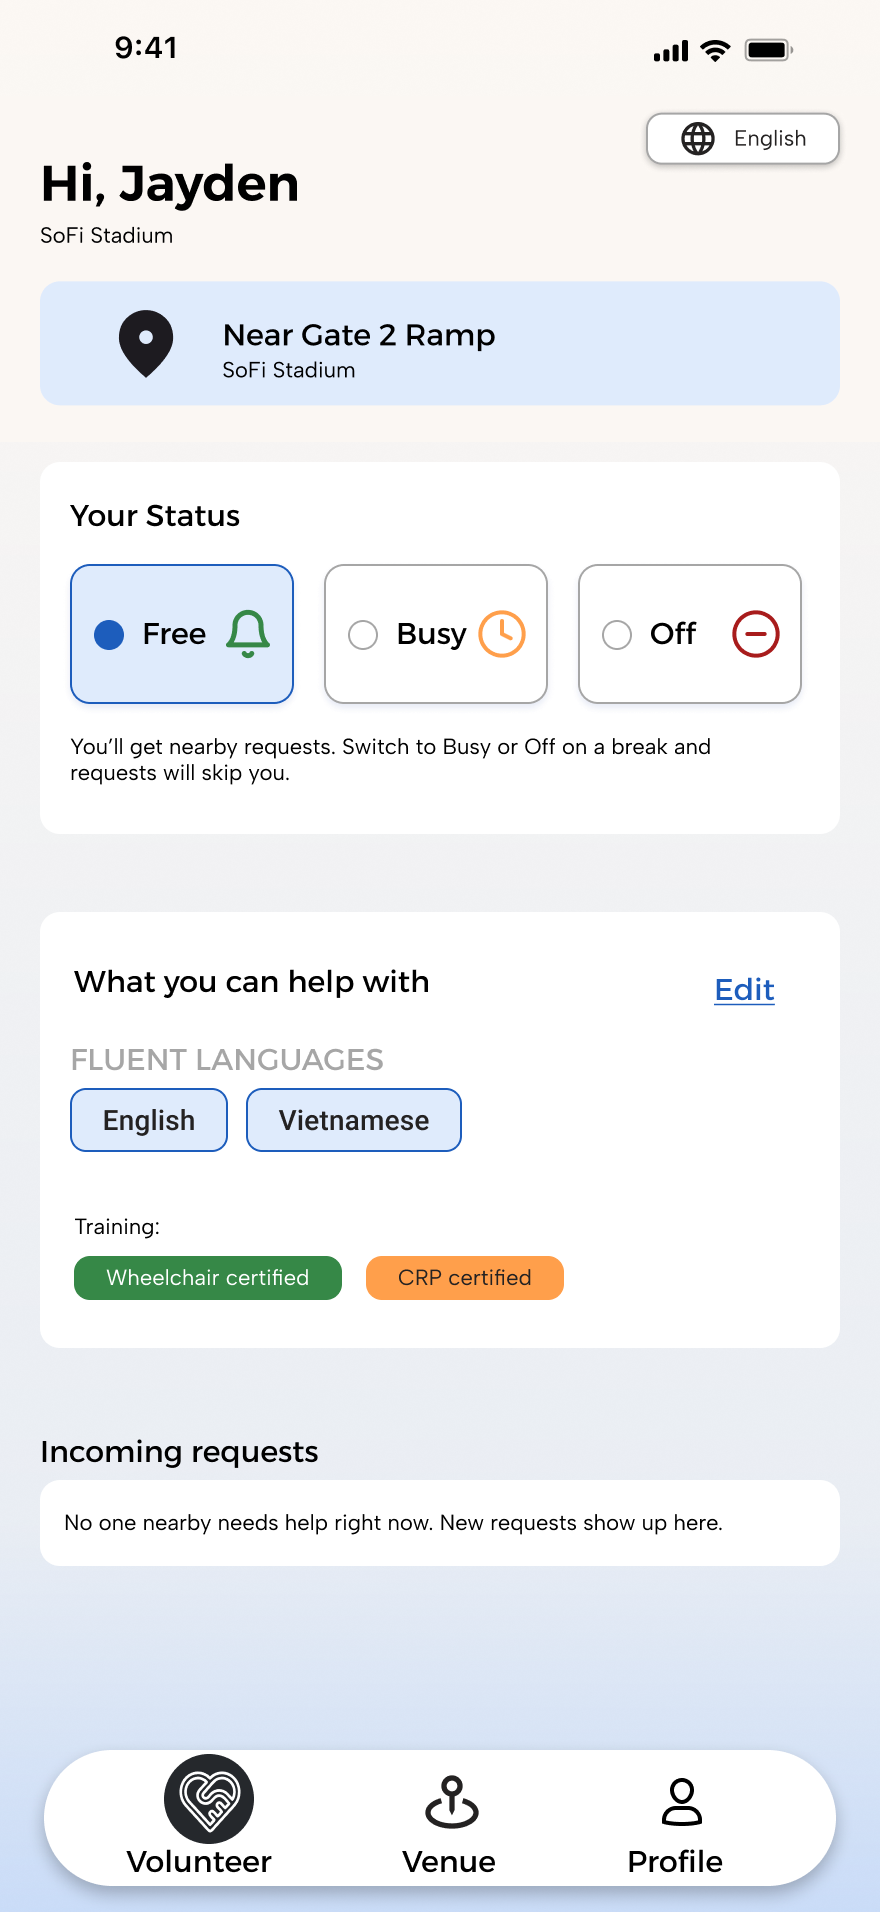 9:41
English
Hi, Jayden
SoFi Stadium
Near Gate 2 Ramp
SoFi Stadium
Your Status
Free
Busy
Off
You’ll get nearby requests. Switch to Busy or Off on a break and
requests will skip you.
What you can help with
Edit
FLUENT LANGUAGES
English
Vietnamese
Training:
Wheelchair certified
CRP certified
Incoming requests
No one nearby needs help right now. New requests show up here.
Volunteer
Venue
Profile